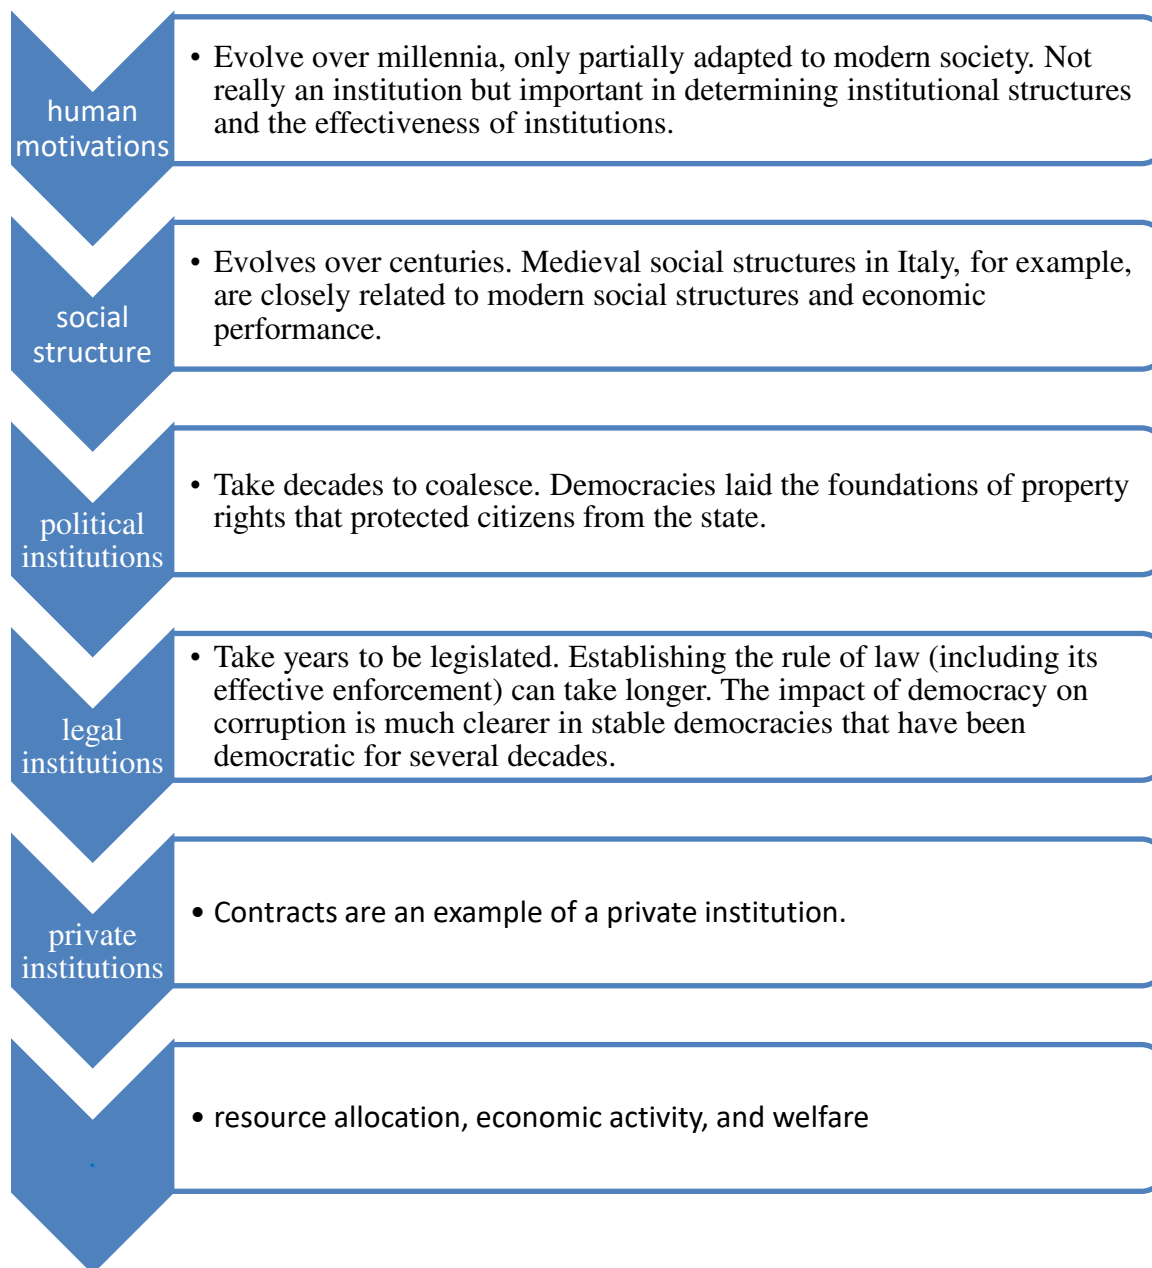 human
motivations
• Evolve over millennia, only partially adapted to modern society. Not
really an institution but important in determining institutional structures
and the effectiveness of institutions.
social
structure
• Evolves over centuries. Medieval social structures in Italy, for example,
are closely related to modern social structures and economic
performance.
political
institutions
• Take decades to coalesce. Democracies laid the foundations of property
rights that protected citizens from the state.
legal
institutions
• Take years to be legislated. Establishing the rule of law (including its
effective enforcement) can take longer. The impact of democracy on
corruption is much clearer in stable democracies that have been
democratic for several decades.
private
institutions
• Contracts are an example of a private institution.
.
• resource allocation, economic activity, and welfare